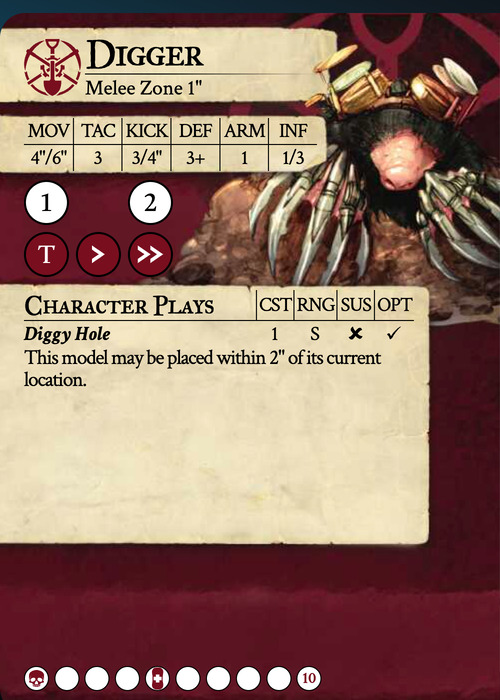 DIGGER
Melee Zone 1"
MOV TAC KICK DEF ARM INF
4"/6" 3 3/4" 3+ 1 1/3
1 2
T > >>
CHARACTER PLAYS CST RNG SUS OPT
Diggy Hole 1 S ✘ ✓
This model may be placed within 2" of its current
location.
10